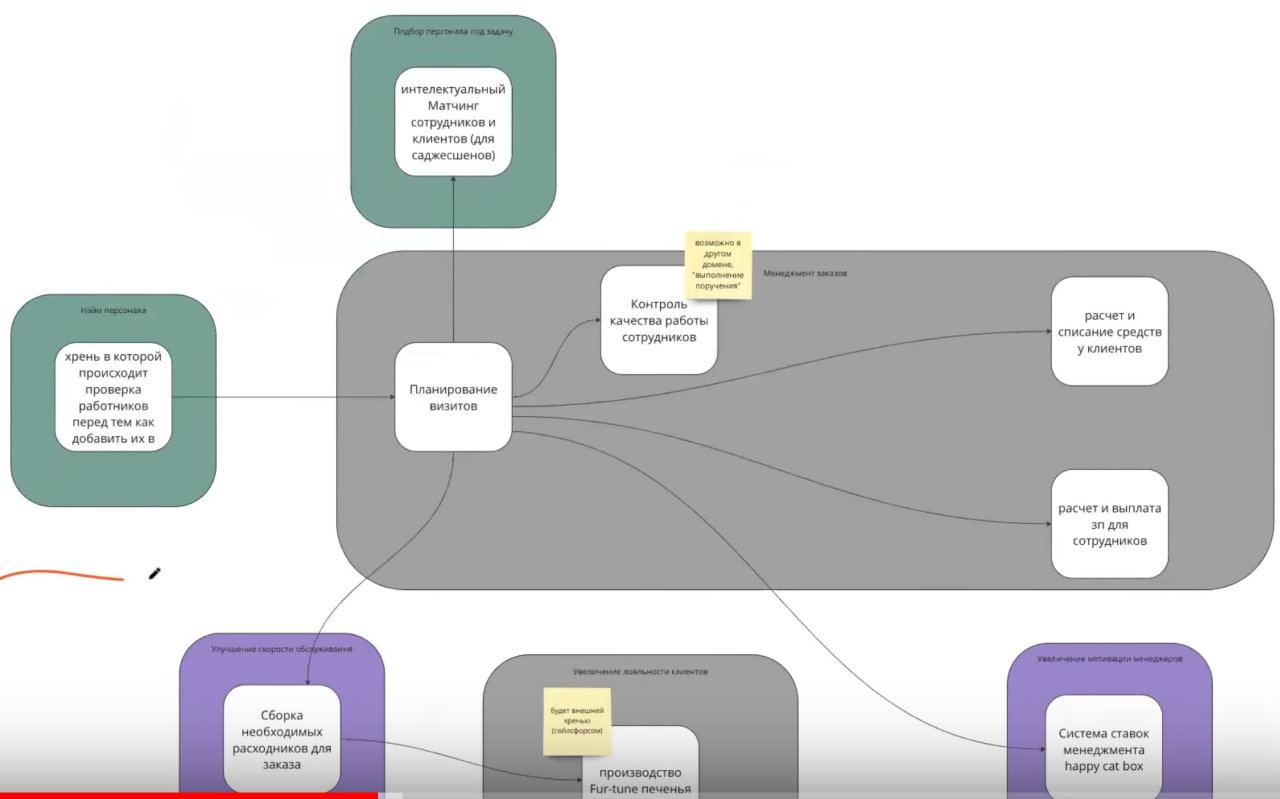 Подбор персонала под задачу
интелектуальный
Матчинг
сотрудников и
клиентов (для
саджесшенов)
возможно в
другом
домене,
"выполнение
поручения"
Менеджмент заказов
Контроль
качества работы
сотрудников
расчет и
списание средств
у клиентов
Найм персонала
хрень в которой
происходит
проверка
работников
перед тем как
добавить их в
Планирование
визитов
расчет и выплата
зп для
сотрудников
Улучшение скорости обслуживаиня
Сборка
необходимых
расходников для
заказа
Увеличение лояльности клиентов
будет внешней
хренью
(сейлсфорсом)
производство
Fur-tune печенья
Увеличение мотивации менеджеров
Система ставок
менеджмента
happy cat box